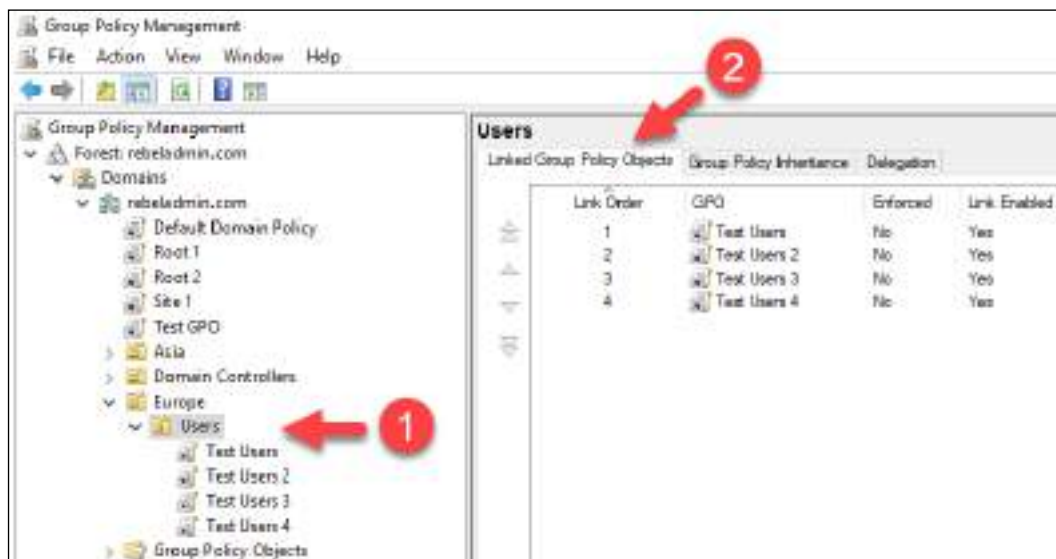 Group Policy Management
File Action View Window Help
2
Group Policy Management
Forest: rebeladmin.com
Domains
rebeladmin.com
Default Domain Policy
Root 1
Root 2
Site 1
Test GPO
Asia
Domain Controllers
Europe
Users
1
Test Users
Test Users 2
Test Users 3
Test Users 4
Group Policy Objects
Users
Linked Group Policy Objects Group Policy Inheritance Delegation
Link Order GPO Enforced Link Enabled
1 Test Users No Yes
2 Test Users 2 No Yes
3 Test Users 3 No Yes
4 Test Users 4 No Yes